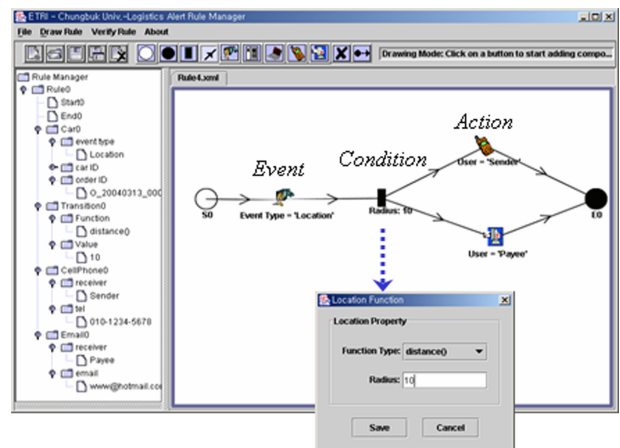 ETRI - Chungbuk Univ.-Logistics Alert Rule Manager
File Draw Rule Verify Rule About
Drawing Mode: Click on a button to start adding compo...
Rule Manager
Rule0
Start0
End0
Car0
event type
Location
car ID
order ID
O_20040313_000
Transition0
Function
distance()
Value
10
CellPhone0
receiver
Sender
tel
010-1234-5678
Email0
receiver
Payee
email
www@hotmail.co
Rule4.xml
Action
Event
Condition
User = 'Sender'
S0
Event Type = 'Location'
Radius: 10
E0
User = 'Payee'
Location Function
Location Property
Function Type: distance()
Radius: 10
Save Cancel